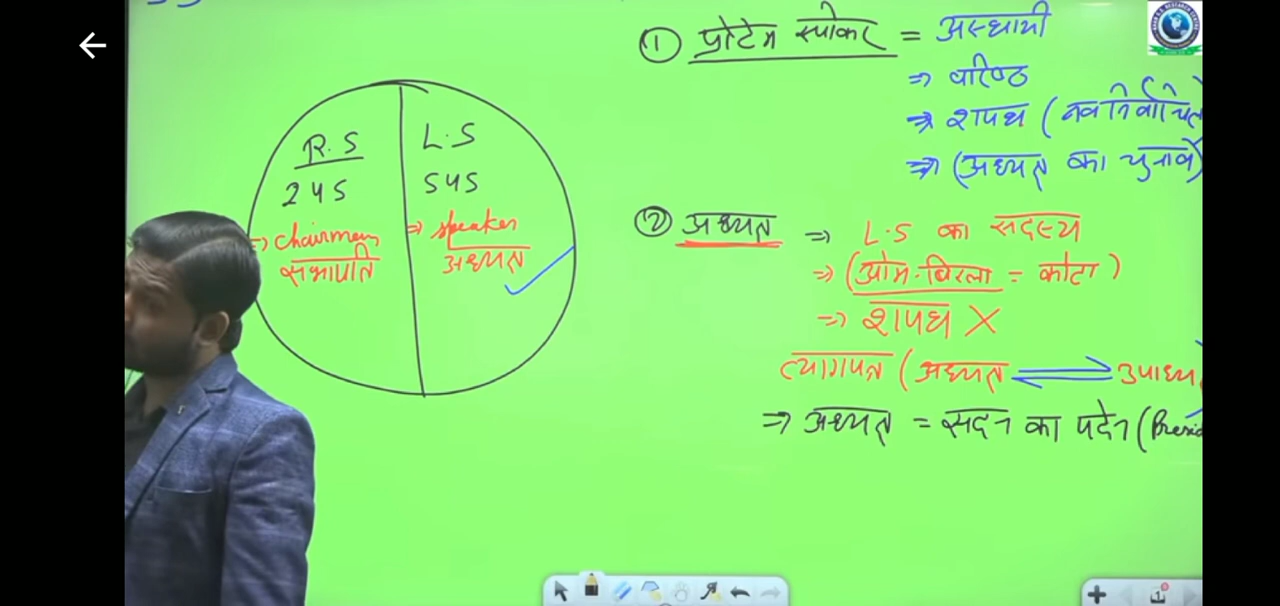 R.S
245
⇒ chairman
सभापति
L.S
545
⇒ speaker
अध्यक्ष
① प्रोटेम स्पीकर = अस्थायी
⇒ वरिष्ठ
⇒ शपथ (नवनिर्वाचित
⇒ (अध्यक्ष का चुनाव)
② अध्यक्ष ⇒ L.S का सदस्य
⇒ (ओम-बिरला = कोटा)
⇒ शपथ X
त्यागपत्र (अध्यक्ष ⇌ उपाध्य
⇒ अध्यक्ष = सदन का पदेन (Presid
1